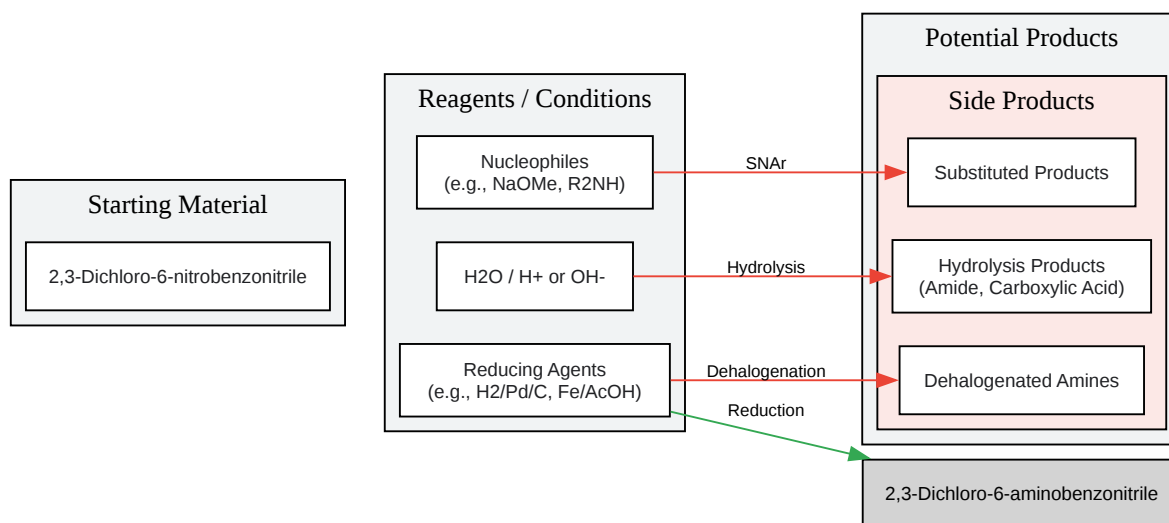 Starting Material
2,3-Dichloro-6-nitrobenzonitrile
Reagents / Conditions
Nucleophiles
(e.g., NaOMe, R2NH)
H2O / H+ or OH-
Reducing Agents
(e.g., H2/Pd/C, Fe/AcOH)
SNAr
Hydrolysis
Dehalogenation
Reduction
Potential Products
Side Products
Substituted Products
Hydrolysis Products
(Amide, Carboxylic Acid)
Dehalogenated Amines
2,3-Dichloro-6-aminobenzonitrile